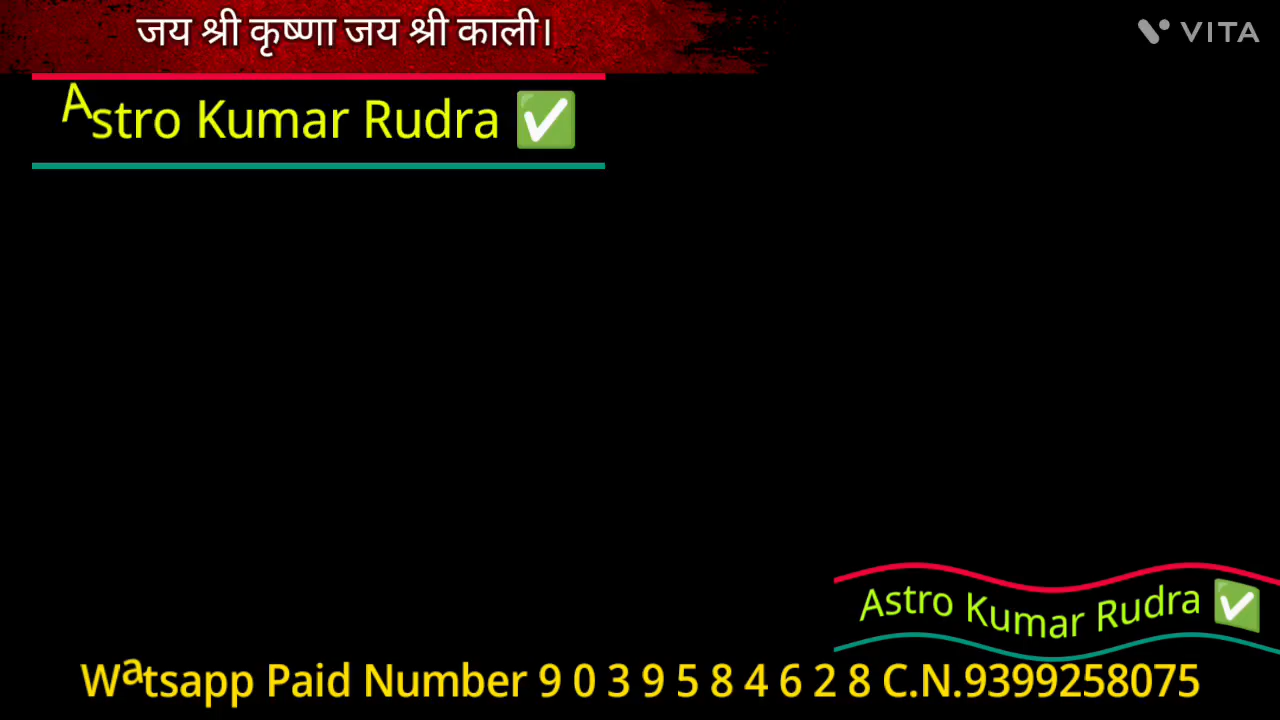 जय श्री कृष्णा जय श्री काली।
VITA
Astro Kumar Rudra ✅
Astro Kumar Rudra ✅
Watsapp Paid Number 9 0 3 9 5 8 4 6 2 8 C.N.9399258075